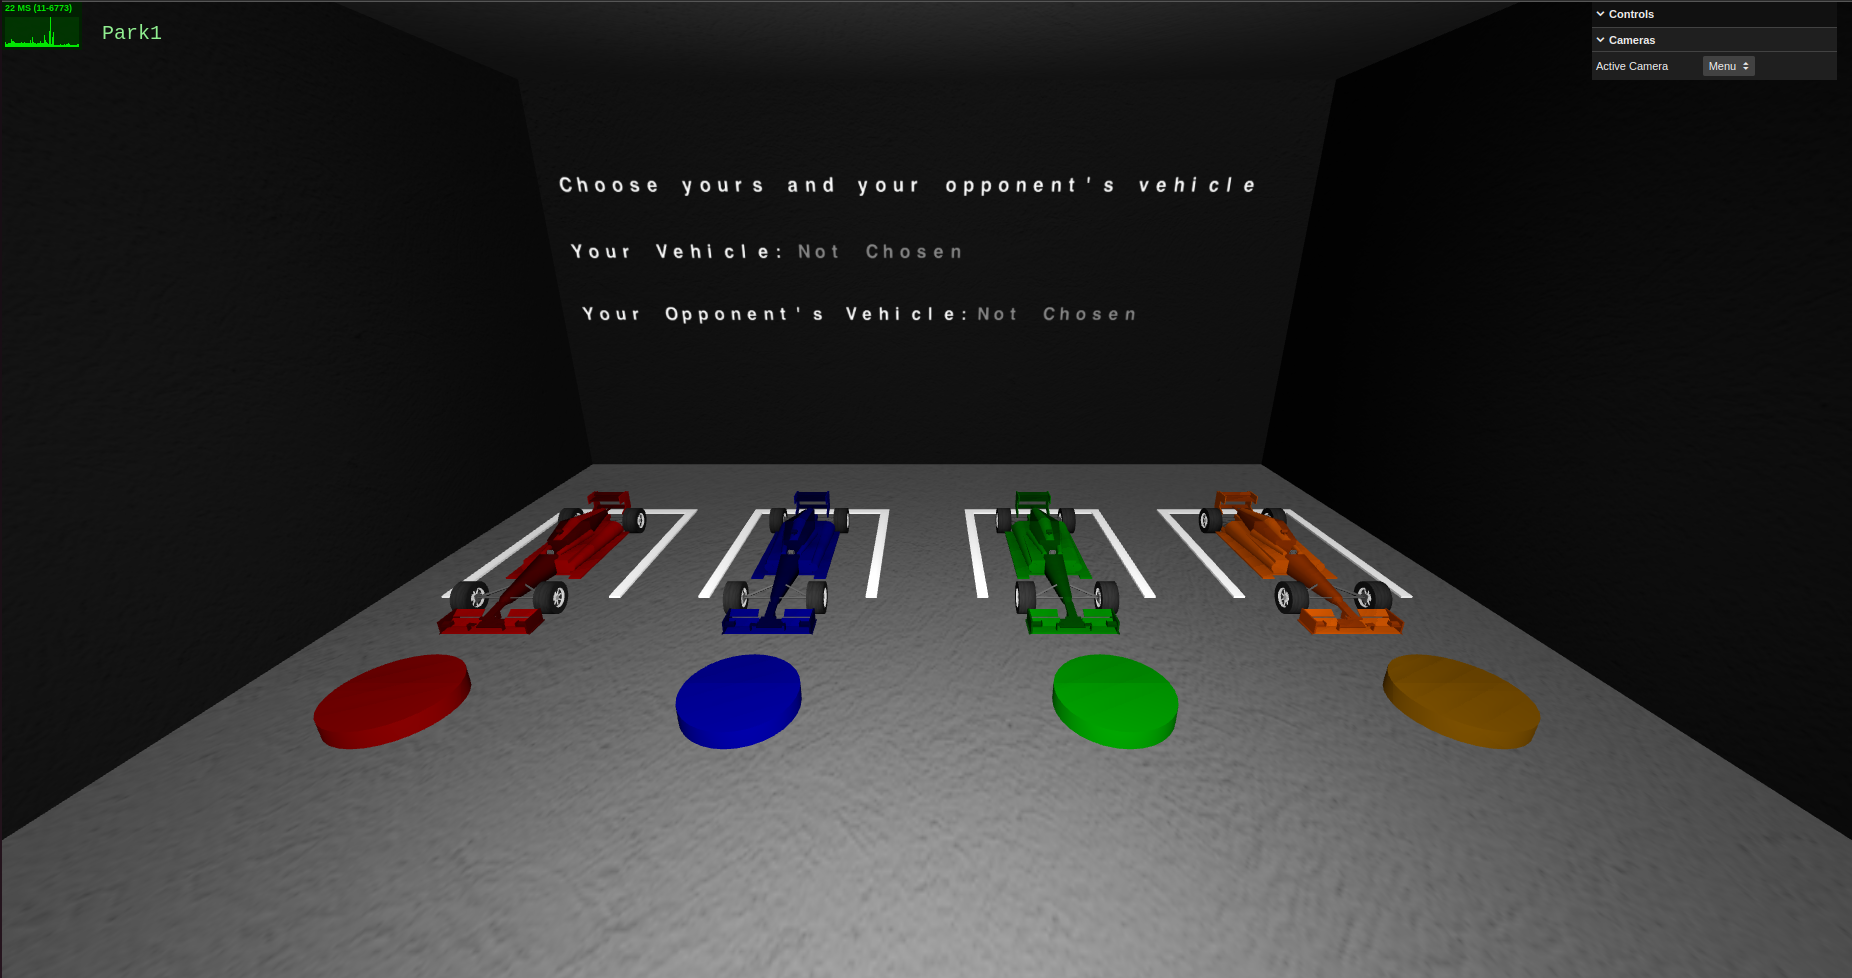 22 MS (11-6773)
Park1
Controls
Cameras
Active Camera Menu
Choose yours and your opponent's vehicle
Your Vehicle: Not Chosen
Your Opponent's Vehicle: Not Chosen